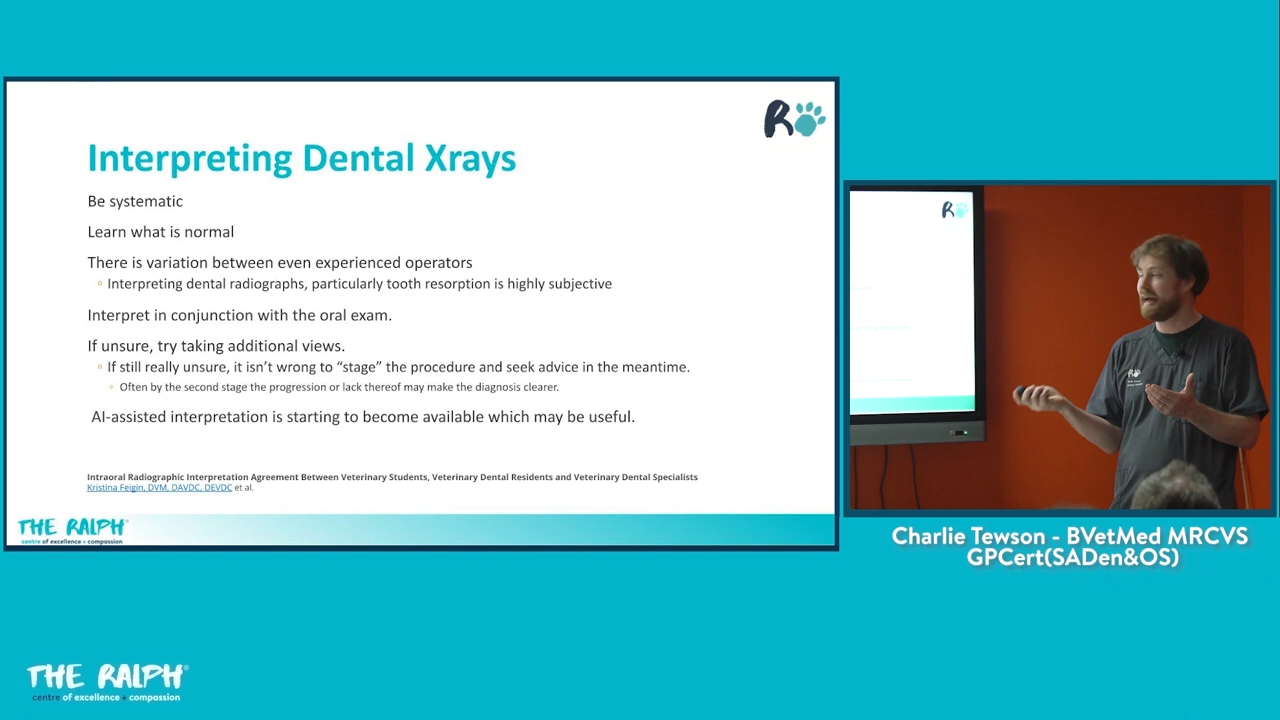 R
Interpreting Dental Xrays
Be systematic
Learn what is normal
There is variation between even experienced operators
Interpreting dental radiographs, particularly tooth resorption is highly subjective
Interpret in conjunction with the oral exam.
If unsure, try taking additional views.
If still really unsure, it isn't wrong to “stage” the procedure and seek advice in the meantime.
Often by the second stage the progression or lack thereof may make the diagnosis clearer.
AI-assisted interpretation is starting to become available which may be useful.
Intraoral Radiographic Interpretation Agreement Between Veterinary Students, Veterinary Dental Residents and Veterinary Dental Specialists
Kristina Feigin, DVM, DAVDC, DEVDC et al.
THE RALPH®
centre of excellence + compassion
R
R
Charlie Tewson - BVetMed MRCVS
GPCert(SADen&OS)
THE RALPH®
centre of excellence + compassion